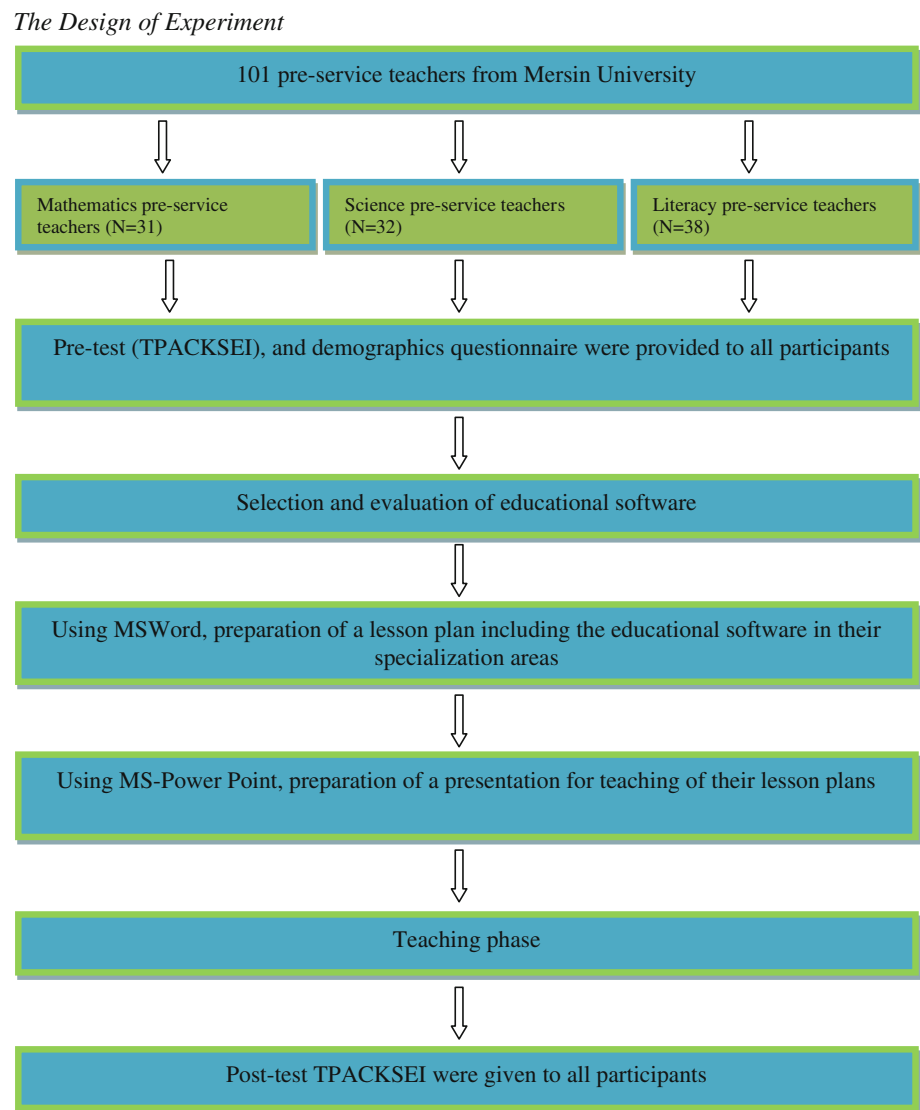 The Design of Experiment
101 pre-service teachers from Mersin University
Mathematics pre-service
teachers (N=31)
Science pre-service teachers
(N=32)
Literacy pre-service teachers
(N=38)
Pre-test (TPACKSEI), and demographics questionnaire were provided to all participants
Selection and evaluation of educational software
Using MSWord, preparation of a lesson plan including the educational software in their
specialization areas
Using MS-Power Point, preparation of a presentation for teaching of their lesson plans
Teaching phase
Post-test TPACKSEI were given to all participants